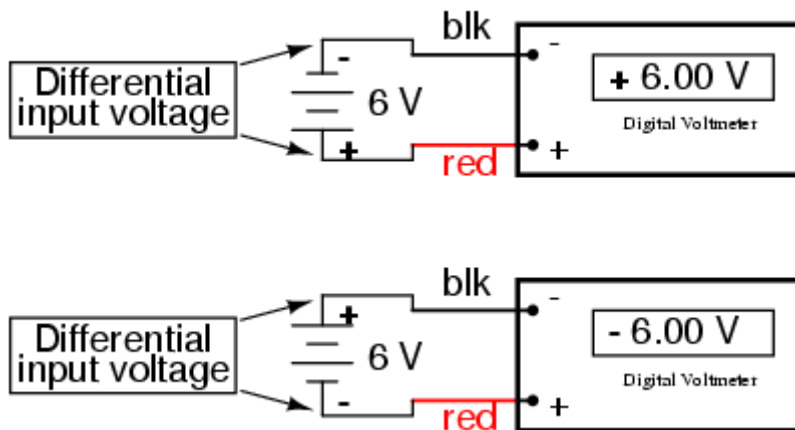 blk
-
-
+ 6.00 V
Differential
input voltage
6 V
Digital Voltmeter
+
red
+
blk
+
-
- 6.00 V
Differential
input voltage
6 V
Digital Voltmeter
-
red
+